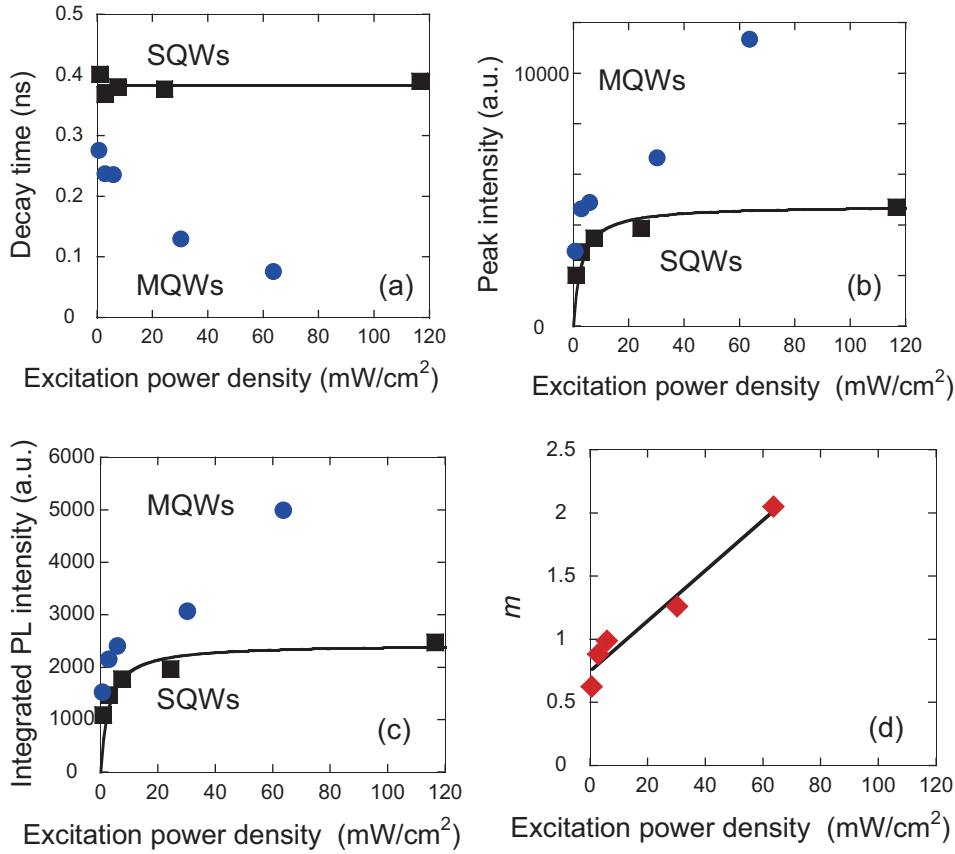 0.5
0.4
0.3
0.2
0.1
0
Decay time (ns)
SQWs
MQWs
(a)
0 20 40 60 80 100 120
Excitation power density (mW/cm²)
10000
0
Peak intensity (a.u.)
MQWs
SQWs
(b)
0 20 40 60 80 100 120
Excitation power density (mW/cm²)
6000
5000
4000
3000
2000
1000
0
Integrated PL intensity (a.u.)
MQWs
SQWs
(c)
0 20 40 60 80 100 120
Excitation power density (mW/cm²)
2.5
2
1.5
1
0.5
0
m
(d)
0 20 40 60 80 100 120
Excitation power density (mW/cm²)